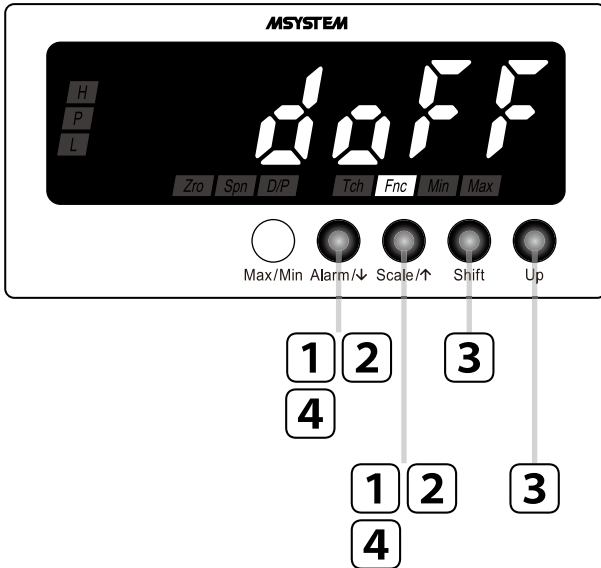 MSYSTEM
doFF
H
P
L
Zro Spn D/P Tch Fnc Min Max
Max/Min Alarm/↓ Scale/↑ Shift Up
1 2 3
4
1 2 3
4